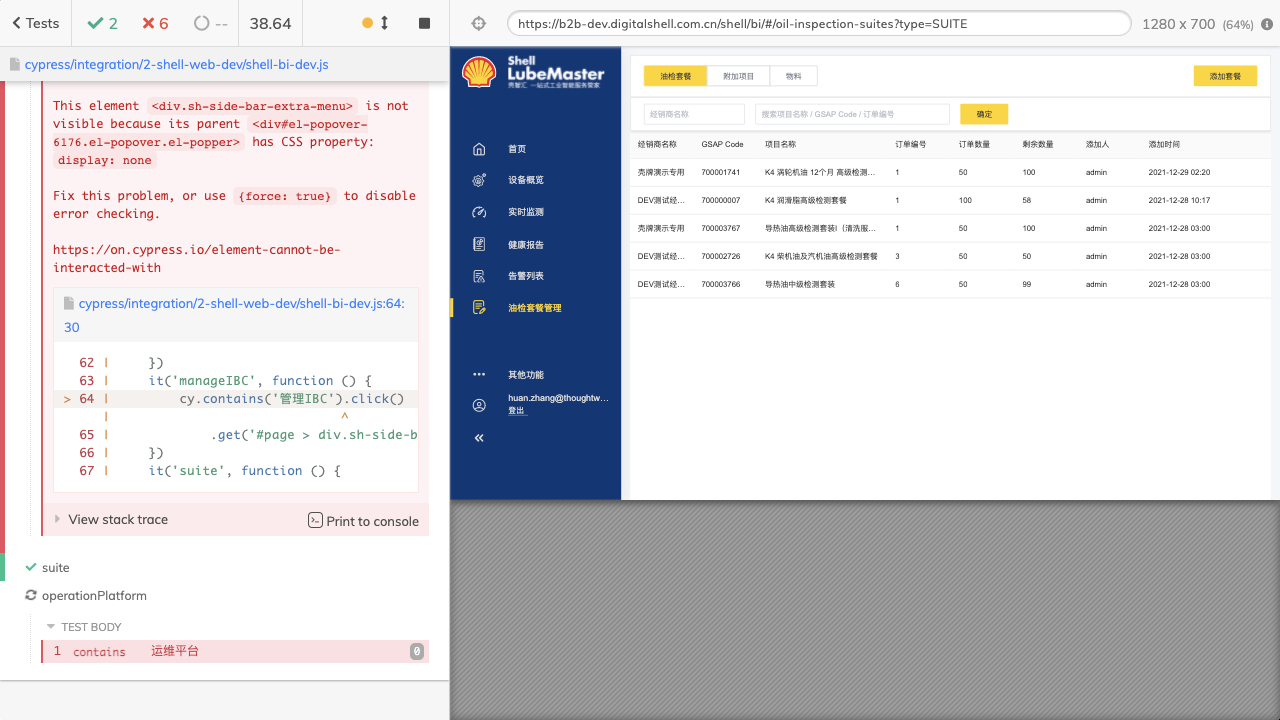 Tests
2
6
--
38.64
https://b2b-dev.digitalshell.com.cn/shell/bi/#/oil-inspection-suites?type=SUITE
1280 x 700 (64%)
cypress/integration/2-shell-web-dev/shell-bi-dev.js
This element <div.sh-side-bar-extra-menu> is not
visible because its parent <div#el-popover-
6176.el-popover.el-popper> has CSS property:
display: none
Fix this problem, or use {force: true} to disable
error checking.
https://on.cypress.io/element-cannot-be-
interacted-with
cypress/integration/2-shell-web-dev/shell-bi-dev.js:64:
30
62 | })
63 | it('manageIBC', function () {
> 64 | cy.contains('管理IBC').click()
| ^
65 | .get('#page > div.sh-side-b
66 | })
67 | it('suite', function () {
View stack trace
Print to console
suite
operationPlatform
TEST BODY
1 contains 运维平台 0
Shell
LubeMaster
壳智汇 一站式工业智能服务管家
首页
设备概览
实时监测
健康报告
告警列表
油检套餐管理
其他功能
huan.zhang@thoughtw...
登出
油检套餐 附加项目 物料 添加套餐
经销商名称 搜索项目名称 / GSAP Code / 订单编号 确定
经销商名称 GSAP Code 项目名称 订单编号 订单数量 剩余数量 添加人 添加时间
壳牌演示专用 700001741 K4 涡轮机油 12个月 高级检测... 1 50 100 admin 2021-12-29 02:20
DEV测试经... 700000007 K4 润滑脂高级检测套餐 1 100 58 admin 2021-12-28 10:17
壳牌演示专用 700003767 导热油高级检测套装I（清洗服... 1 50 100 admin 2021-12-28 03:00
DEV测试经... 700002726 K4 柴机油及汽机油高级检测套餐 3 50 50 admin 2021-12-28 03:00
DEV测试经... 700003766 导热油中级检测套装 6 50 99 admin 2021-12-28 03:00